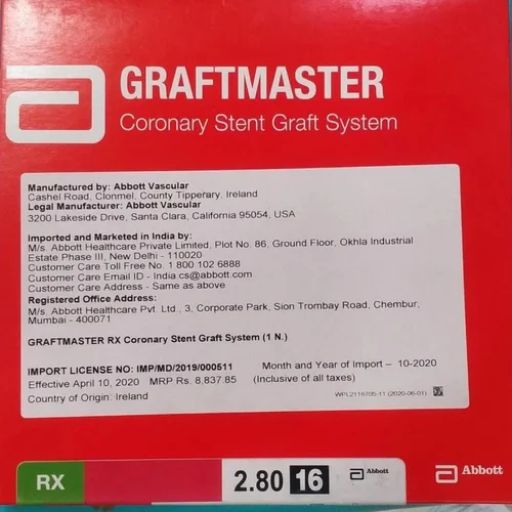 GRAFTMASTER
Coronary Stent Graft System
Manufactured by: Abbott Vascular
Cashel Road, Clonmel, County Tipperary, Ireland
Legal Manufacturer: Abbott Vascular
3200 Lakeside Drive, Santa Clara, California 95054, USA
Imported and Marketed in India by:
M/s. Abbott Healthcare Private Limited, Plot No. 86, Ground Floor, Okhla Industrial
Estate Phase III, New Delhi - 110020
Customer Care Toll Free No. 1 800 102 6888
Customer Care Email ID - India.cs@abbott.com
Customer Care Address - Same as above
Registered Office Address:
M/s. Abbott Healthcare Pvt. Ltd., 3, Corporate Park, Sion Trombay Road, Chembur,
Mumbai - 400071
GRAFTMASTER RX Coronary Stent Graft System (1 N.)
IMPORT LICENSE NO: IMP/MD/2019/000511 Month and Year of Import – 10-2020
Effective April 10, 2020 MRP Rs. 8,837.85 (Inclusive of all taxes)
Country of Origin: Ireland WPL2116705-11 (2020-06-01)
RX 2.80 16 Abbott Abbott